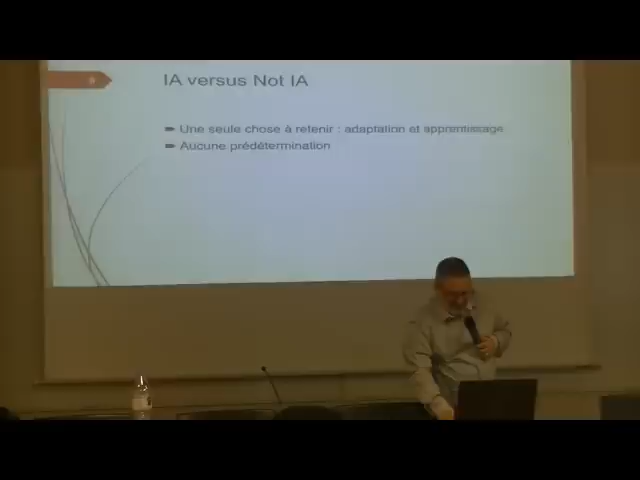 IA versus Not IA
Une seule chose à retenir : adaptation et apprentissage
Aucune prédétermination